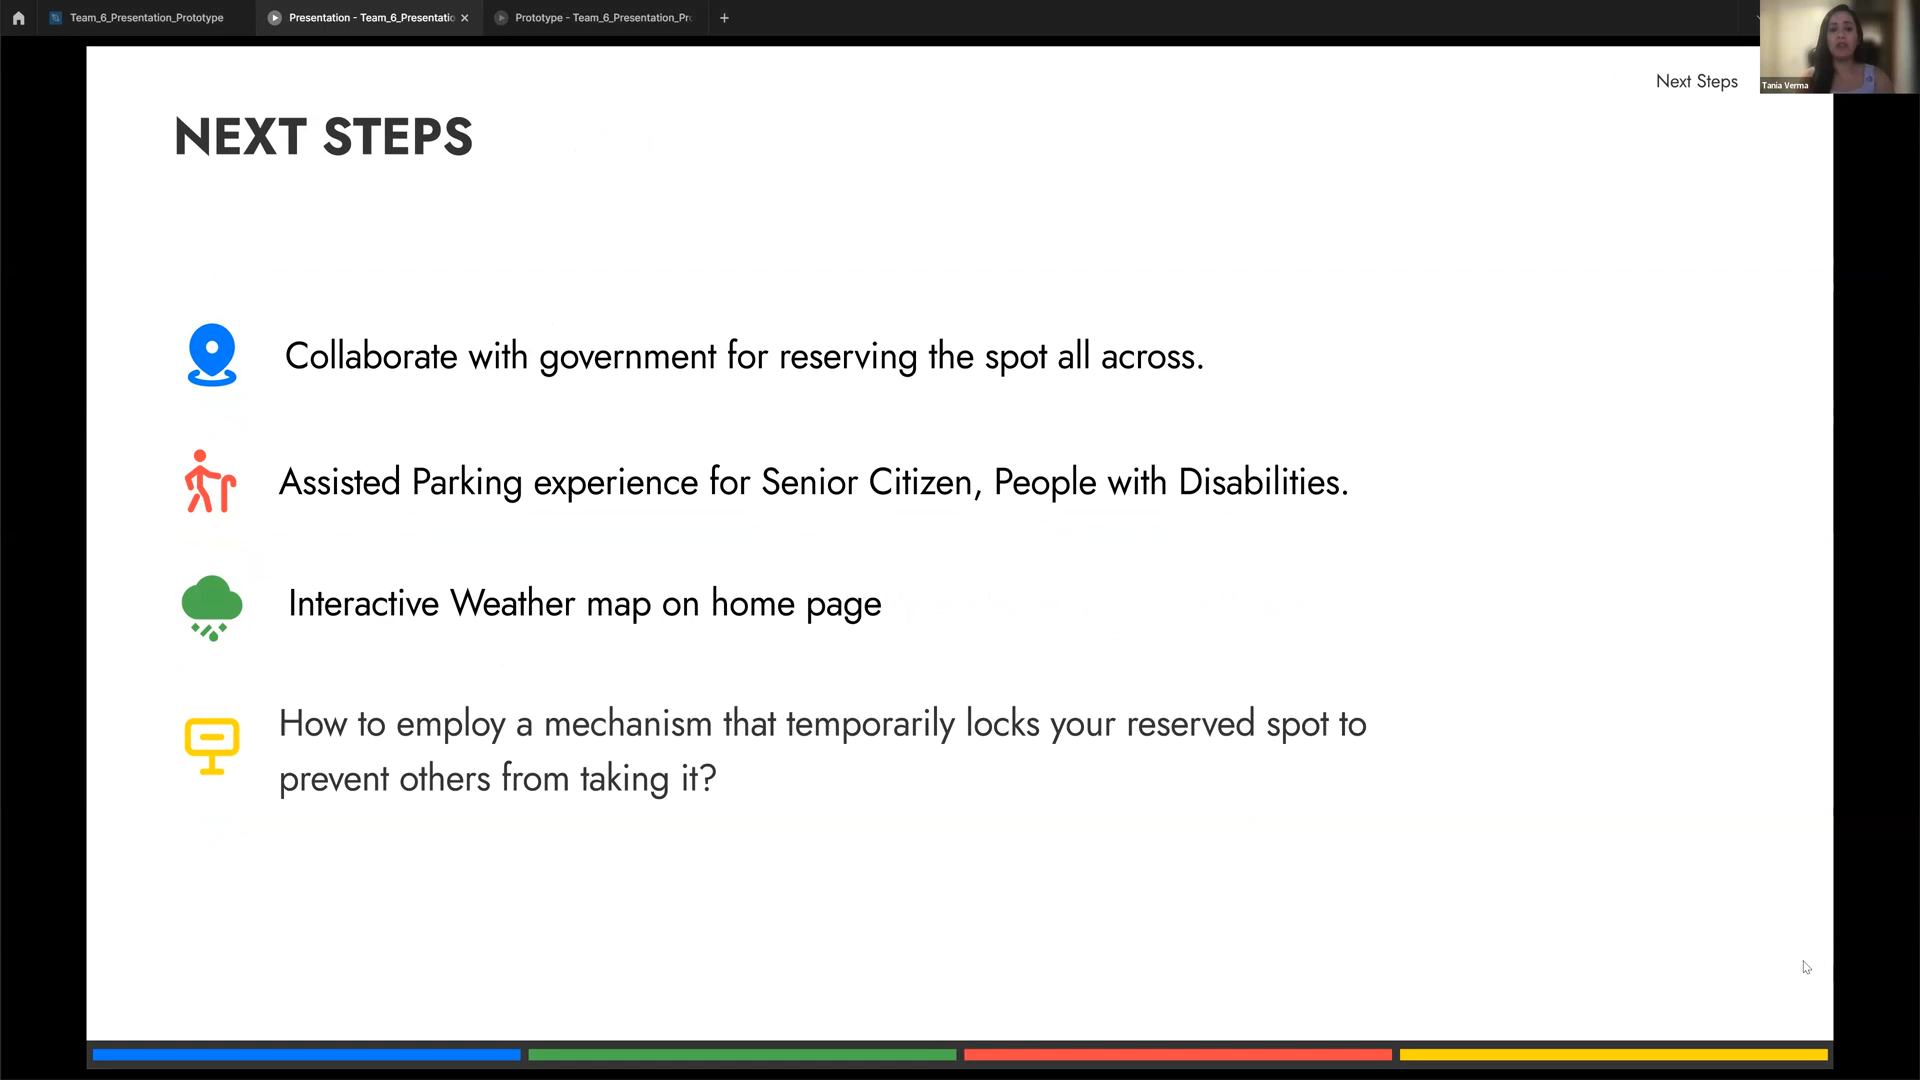 Team_6_Presentation_Prototype
Presentation - Team_6_Presentatio
Prototype - Team_6_Presentation_Pr
Next Steps
Tania Verma
NEXT STEPS
Collaborate with government for reserving the spot all across.
Assisted Parking experience for Senior Citizen, People with Disabilities.
Interactive Weather map on home page
How to employ a mechanism that temporarily locks your reserved spot to
prevent others from taking it?